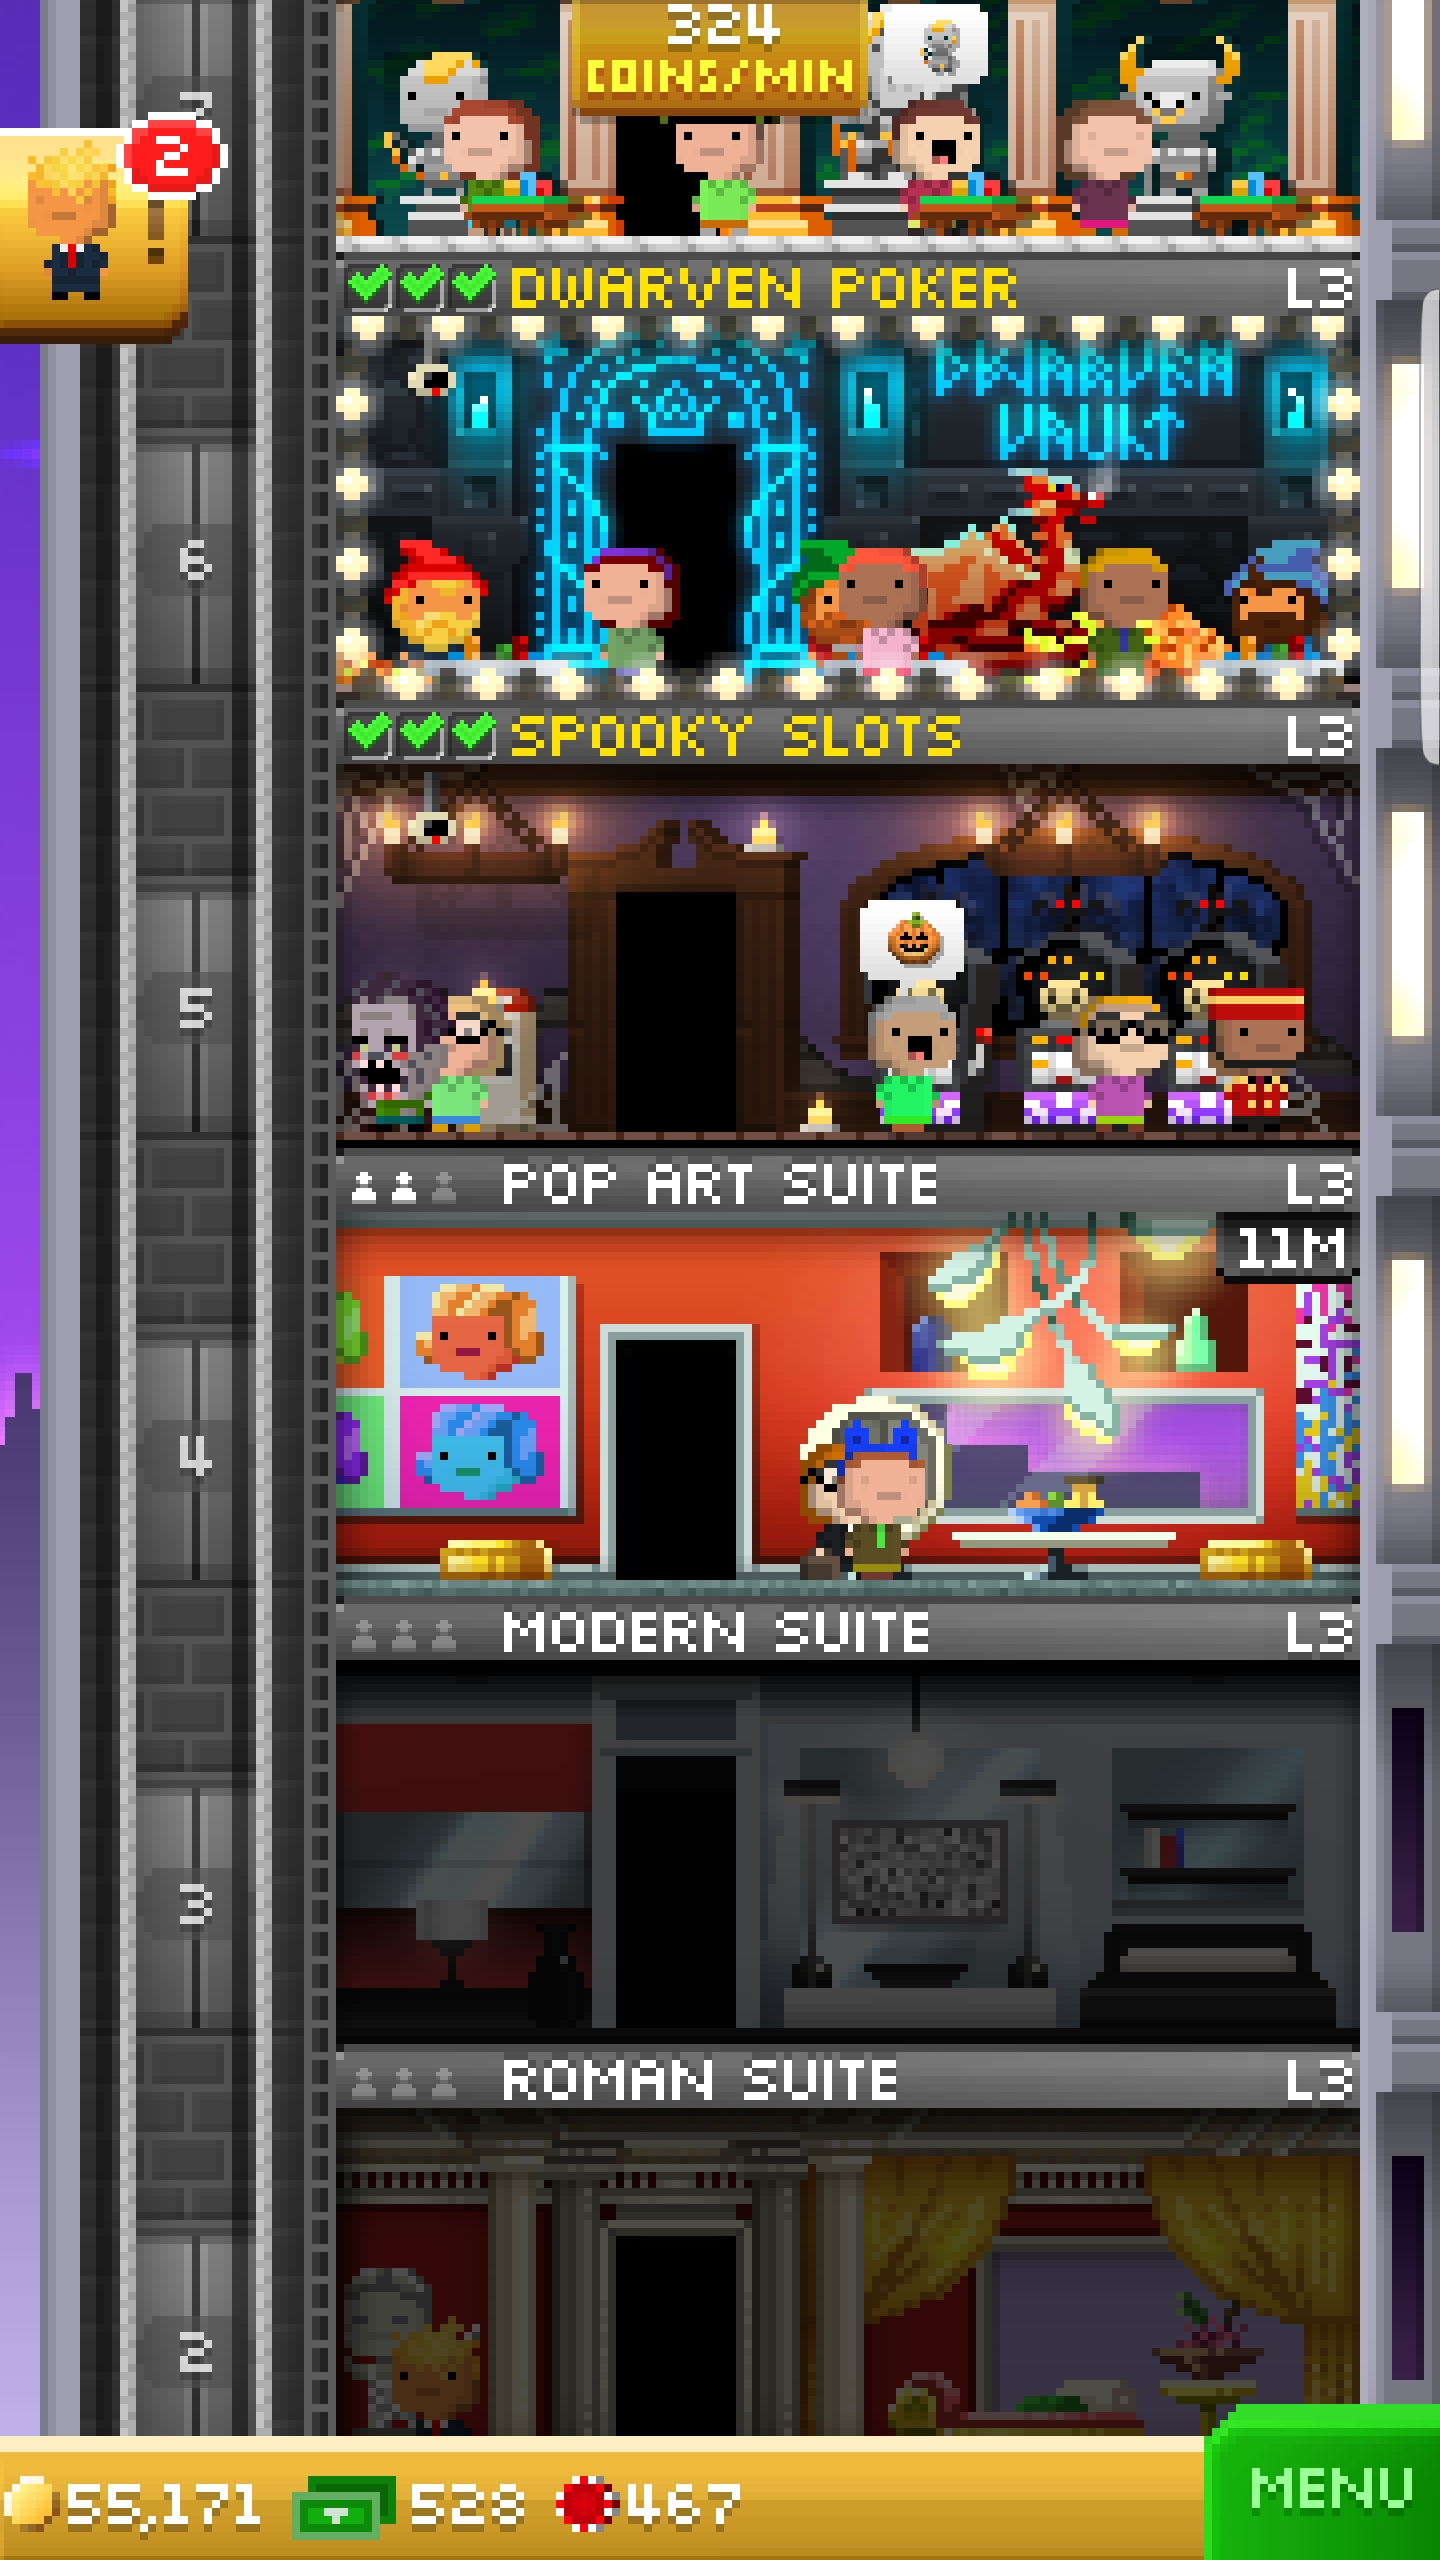 324
COINS/MIN
2
!
DWARVEN POKER L3
DWARVEN
VAULT
6
SPOOKY SLOTS L3
5
POP ART SUITE L3
11M
4
MODERN SUITE L3
3
ROMAN SUITE L3
2
55,171 528 467
MENU